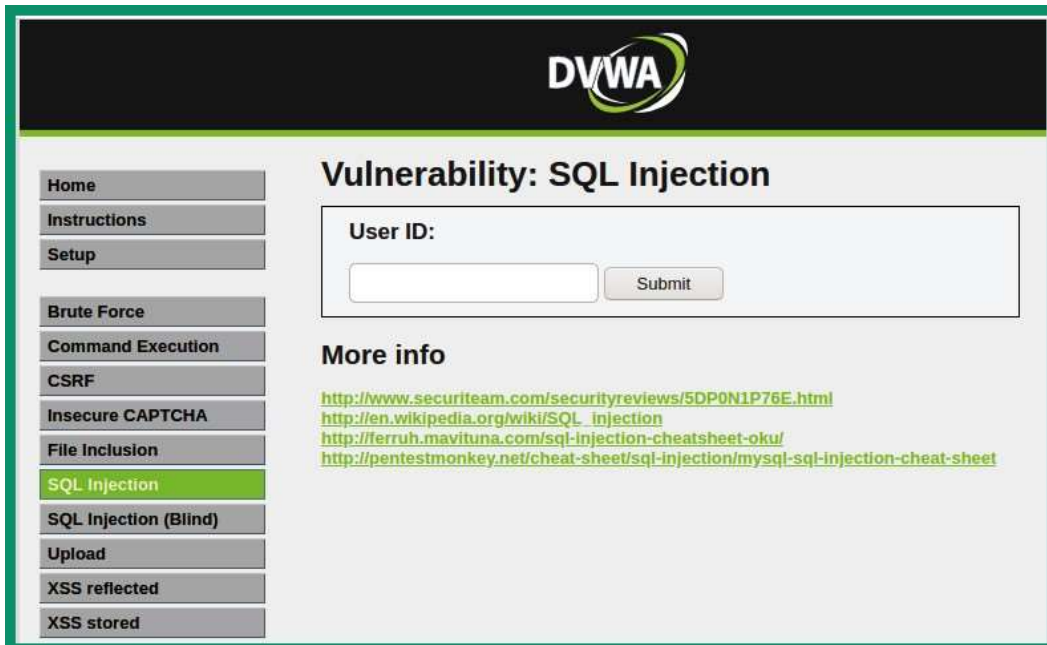 DVWA
Home
Instructions
Setup
Brute Force
Command Execution
CSRF
Insecure CAPTCHA
File Inclusion
SQL Injection
SQL Injection (Blind)
Upload
XSS reflected
XSS stored
Vulnerability: SQL Injection
User ID:
Submit
More info
http://www.securiteam.com/securityreviews/5DP0N1P76E.html
http://en.wikipedia.org/wiki/SQL_injection
http://ferruh.mavituna.com/sql-injection-cheatsheet-oku/
http://pentestmonkey.net/cheat-sheet/sql-injection/mysql-sql-injection-cheat-sheet